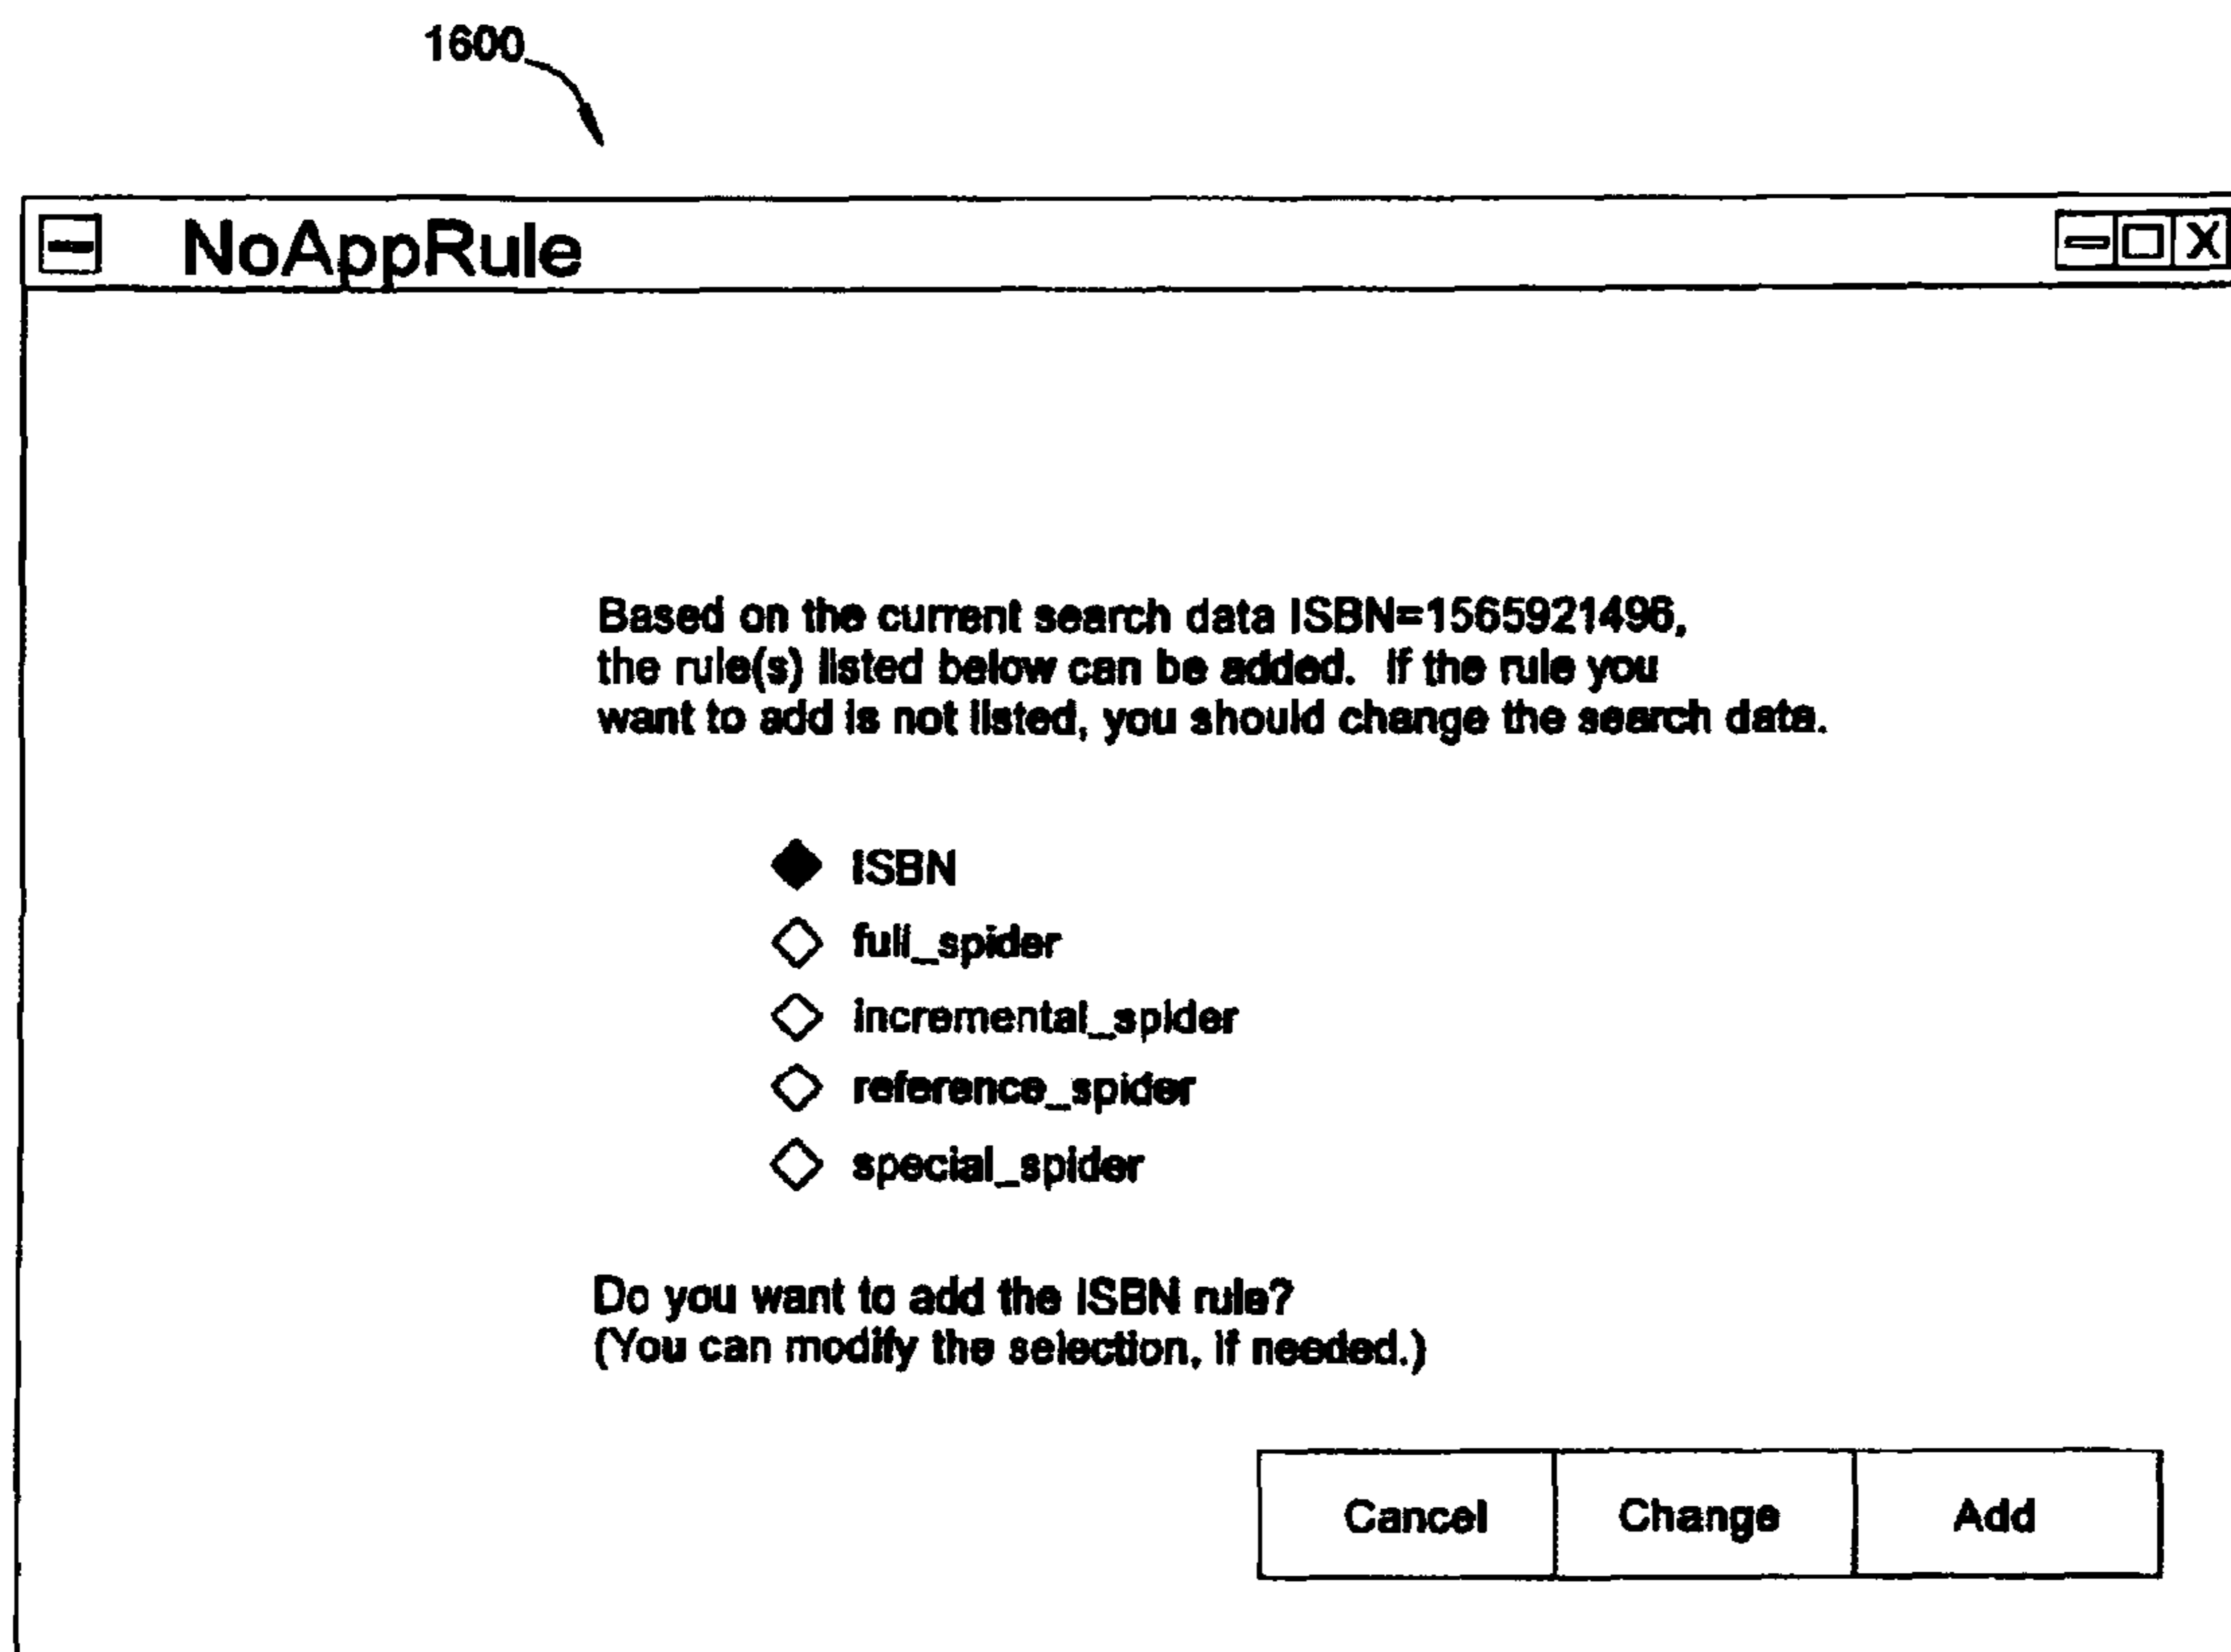 1600
NoAppRule
X
Based on the current search data ISBN=1565921496,
the rule(s) listed below can be added. If the rule you
want to add is not listed, you should change the search data.
ISBN
full_spider
incremental_spider
reference_spider
special_spider
Do you want to add the ISBN rule?
(You can modify the selection, if needed.)
Cancel Change Add